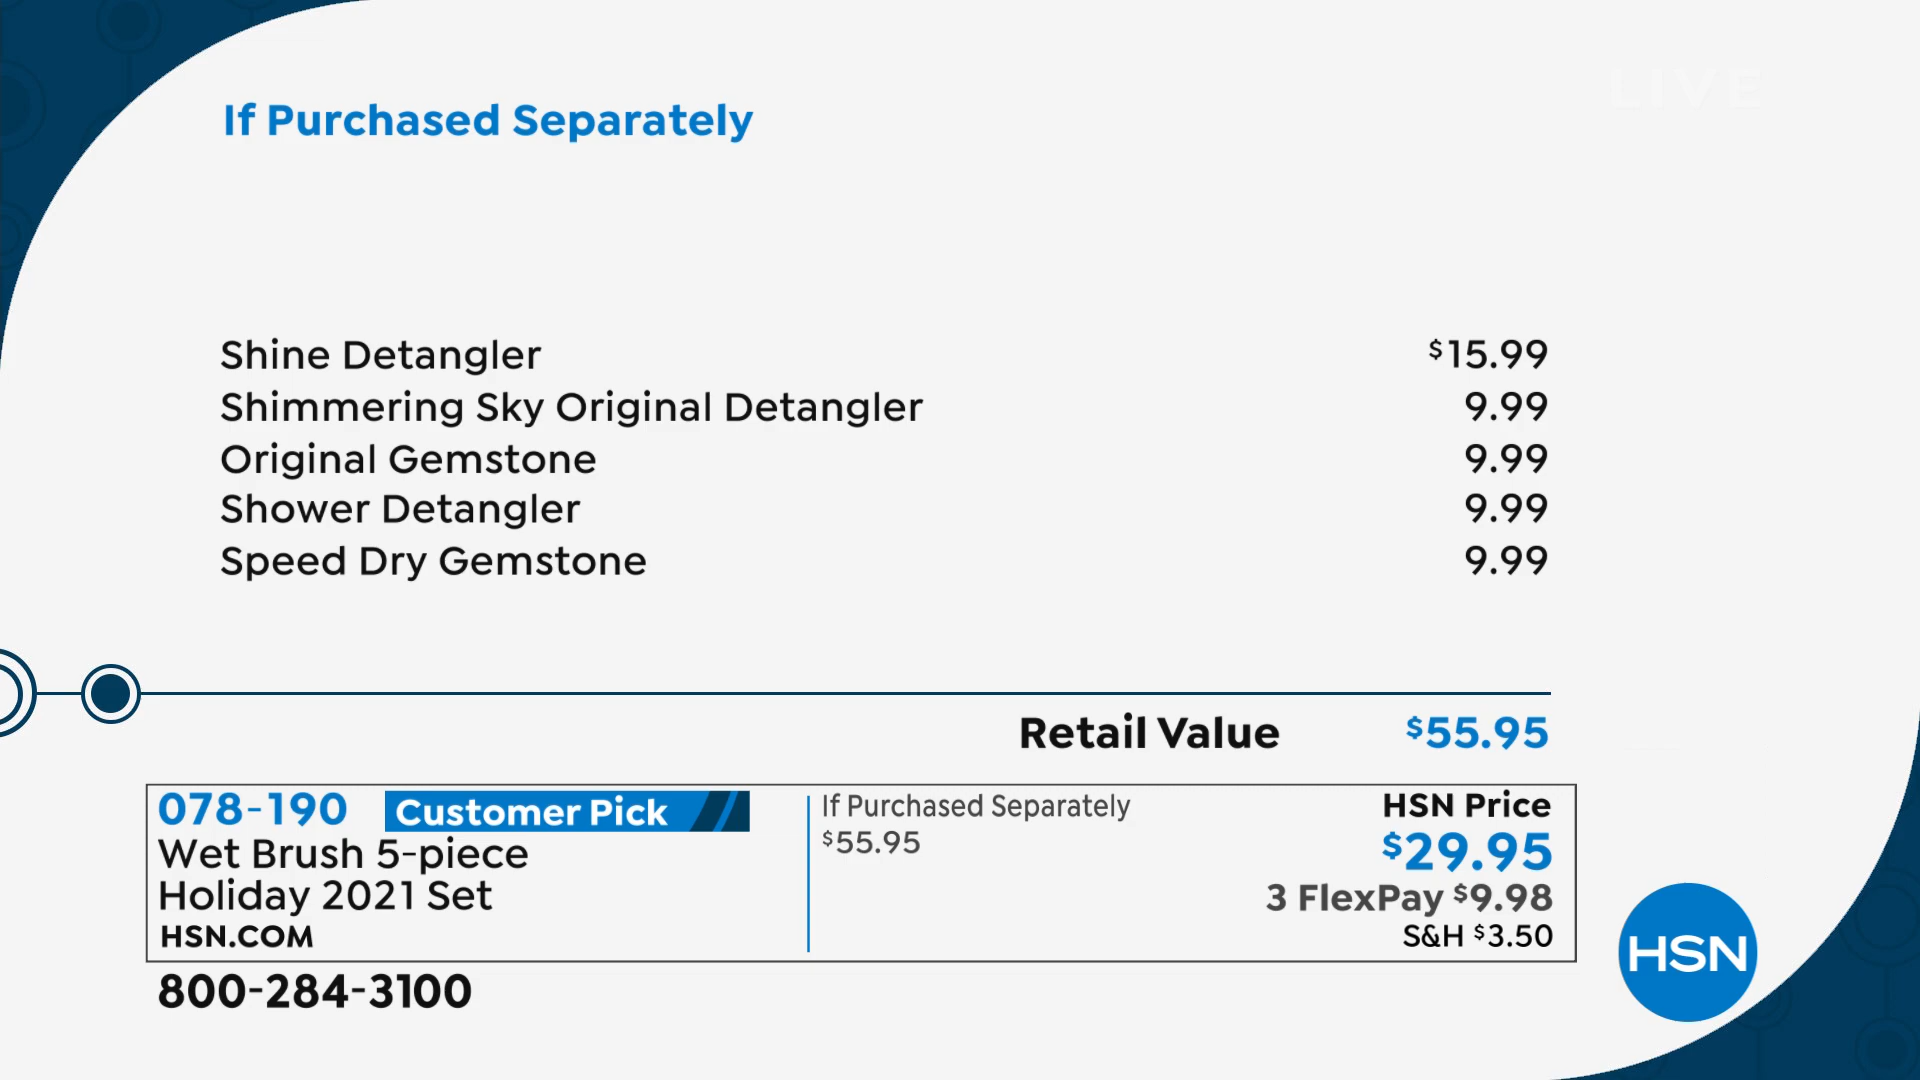 LIVE
If Purchased Separately
Shine Detangler $15.99
Shimmering Sky Original Detangler 9.99
Original Gemstone 9.99
Shower Detangler 9.99
Speed Dry Gemstone 9.99
Retail Value $55.95
078-190 Customer Pick
Wet Brush 5-piece
Holiday 2021 Set
HSN.COM
If Purchased Separately
$55.95
HSN Price
$29.95
3 FlexPay $9.98
S&H $3.50
800-284-3100
HSN